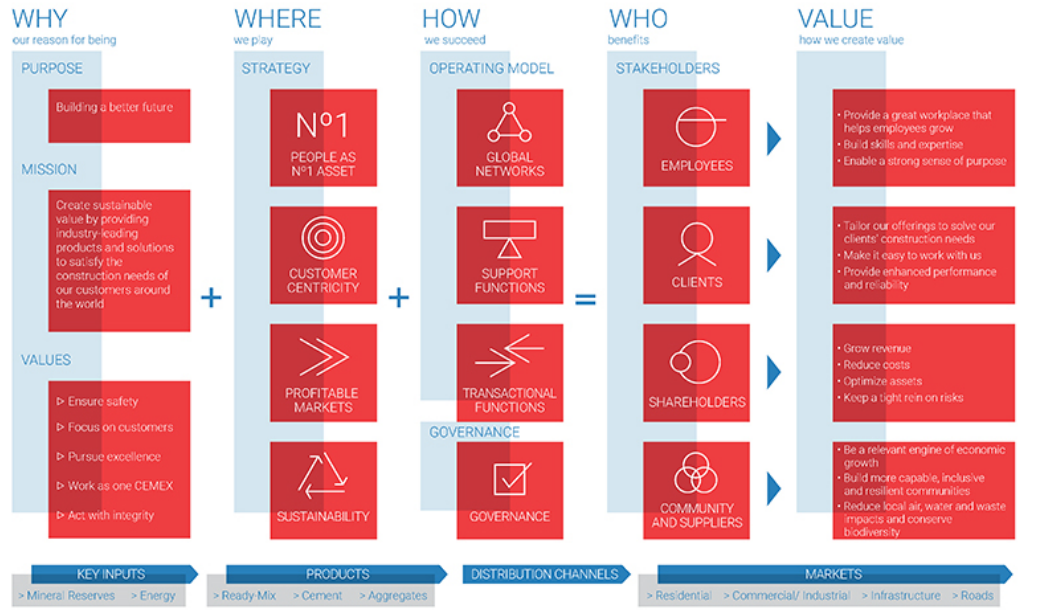 WHY
our reason for being
PURPOSE
Building a better future
MISSION
Create sustainable
value by providing
industry-leading
products and solutions
to satisfy the
construction needs of
our customers around
the world
VALUES
▷ Ensure safety
▷ Focus on customers
▷ Pursue excellence
▷ Work as one CEMEX
▷ Act with integrity
+
WHERE
we play
STRATEGY
Nº1
PEOPLE AS
Nº1 ASSET
CUSTOMER
CENTRICITY
PROFITABLE
MARKETS
SUSTAINABILITY
+
HOW
we succeed
OPERATING MODEL
GLOBAL
NETWORKS
SUPPORT
FUNCTIONS
TRANSACTIONAL
FUNCTIONS
GOVERNANCE
GOVERNANCE
=
WHO
benefits
STAKEHOLDERS
EMPLOYEES
CLIENTS
SHAREHOLDERS
COMMUNITY
AND SUPPLIERS
VALUE
how we create value
• Provide a great workplace that
helps employees grow
• Build skills and expertise
• Enable a strong sense of purpose
• Tailor our offerings to solve our
clients' construction needs
• Make it easy to work with us
• Provide enhanced performance
and reliability
• Grow revenue
• Reduce costs
• Optimize assets
• Keep a tight rein on risks
• Be a relevant engine of economic
growth
• Build more capable, inclusive
and resilient communities
• Reduce local air, water and waste
impacts and conserve
biodiversity
KEY INPUTS
> Mineral Reserves > Energy
PRODUCTS
> Ready-Mix > Cement > Aggregates
DISTRIBUTION CHANNELS
MARKETS
> Residential > Commercial/ Industrial > Infrastructure > Roads